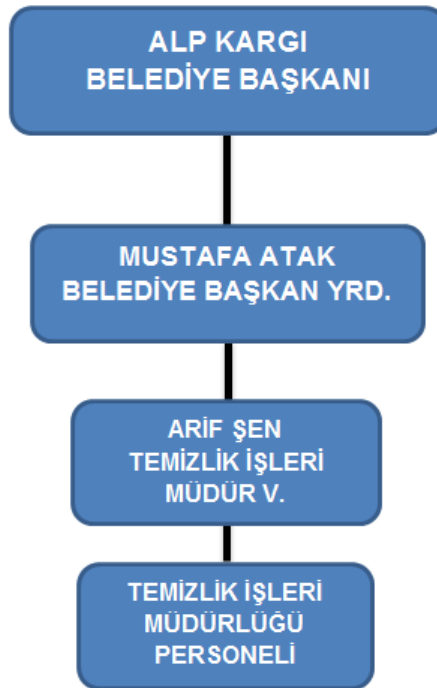 ALP KARGI
BELEDİYE BAŞKANI
MUSTAFA ATAK
BELEDİYE BAŞKAN YRD.
ARİF ŞEN
TEMİZLİK İŞLERİ
MÜDÜR V.
TEMİZLİK İŞLERİ
MÜDÜRLÜĞÜ
PERSONELİ